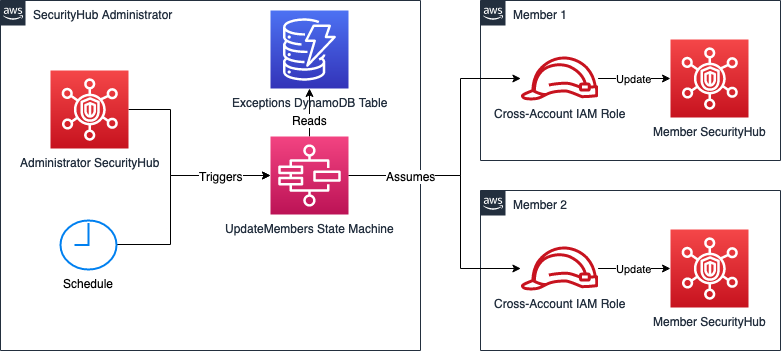 aws
SecurityHub Administrator
Exceptions DynamoDB Table
Reads
Administrator SecurityHub
Triggers
UpdateMembers State Machine
Schedule
Assumes
aws
Member 1
Update
Cross-Account IAM Role
Member SecurityHub
aws
Member 2
Update
Cross-Account IAM Role
Member SecurityHub